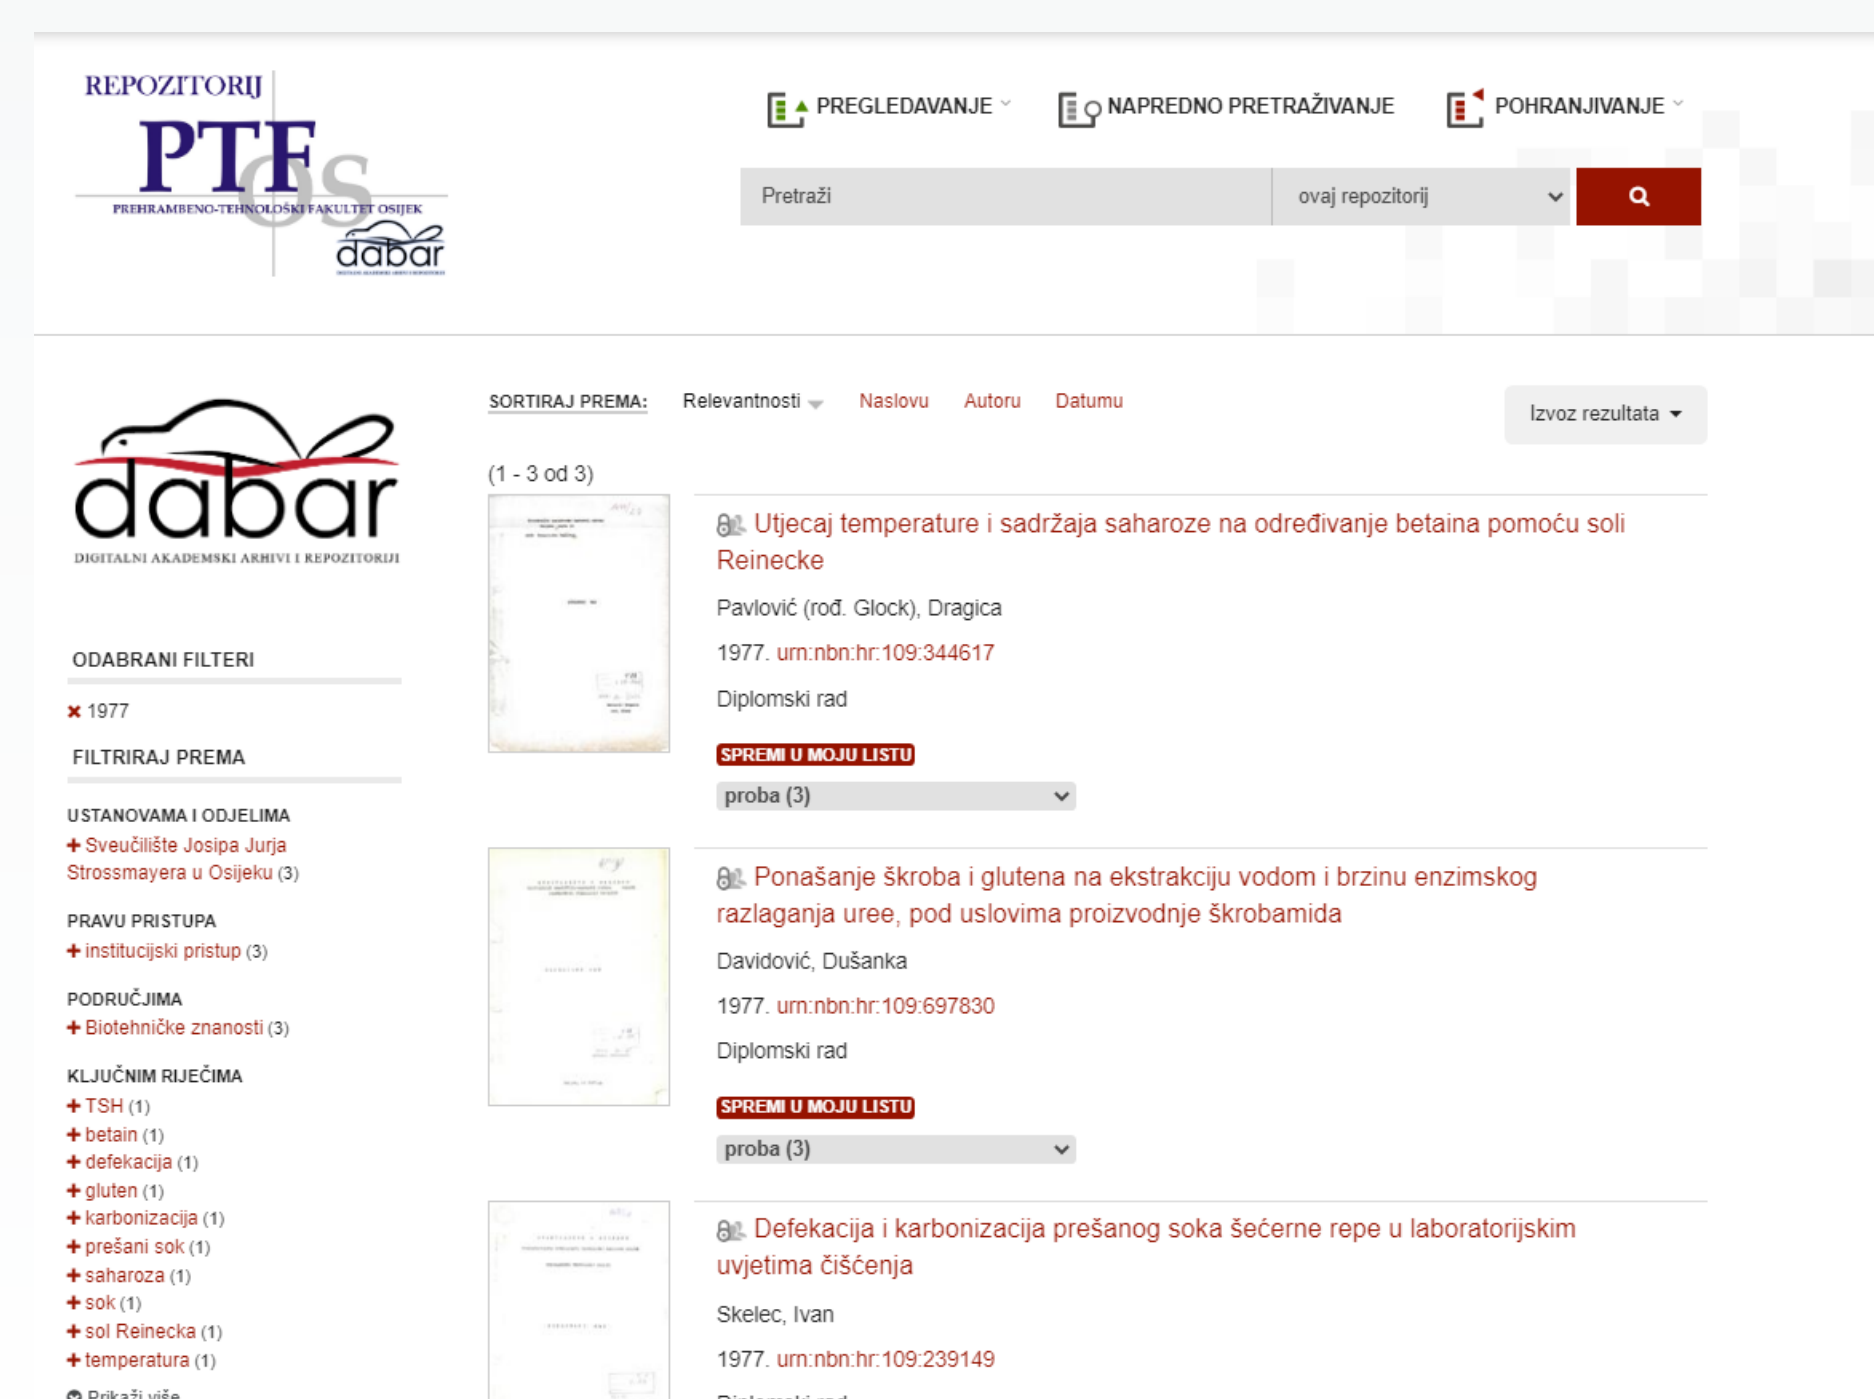 REPOZITORIJ
PTF
OS
PREHRAMBENO-TEHNOLOŠKI FAKULTET OSIJEK
dabar
PREGLEDAVANJE
NAPREDNO PRETRAŽIVANJE
POHRANJIVANJE
Pretraži
ovaj repozitorij
dabar
DIGITALNI AKADEMSKI ARHIVI I REPOZITORIJI
ODABRANI FILTERI
1977
FILTRIRAJ PREMA
USTANOVAMA I ODJELIMA
Sveučilište Josipa Jurja
Strossmayera u Osijeku (3)
PRAVU PRISTUPA
institucijski pristup (3)
PODRUČJIMA
Biotehničke znanosti (3)
KLJUČNIM RIJEČIMA
TSH (1)
betain (1)
defekacija (1)
gluten (1)
karbonizacija (1)
prešani sok (1)
saharoza (1)
sok (1)
sol Reinecka (1)
temperatura (1)
Prikaži više
SORTIRAJ PREMA: Relevantnosti Naslovu Autoru Datumu
Izvoz rezultata
(1 - 3 od 3)
Utjecaj temperature i sadržaja saharoze na određivanje betaina pomoću soli
Reinecke
Pavlović (rođ. Glock), Dragica
1977. urn:nbn:hr:109:344617
Diplomski rad
SPREMI U MOJU LISTU
proba (3)
Ponašanje škroba i glutena na ekstrakciju vodom i brzinu enzimskog
razlaganja uree, pod uslovima proizvodnje škrobamida
Davidović, Dušanka
1977. urn:nbn:hr:109:697830
Diplomski rad
SPREMI U MOJU LISTU
proba (3)
Defekacija i karbonizacija prešanog soka šećerne repe u laboratorijskim
uvjetima čišćenja
Skelec, Ivan
1977. urn:nbn:hr:109:239149
Diplomski rad